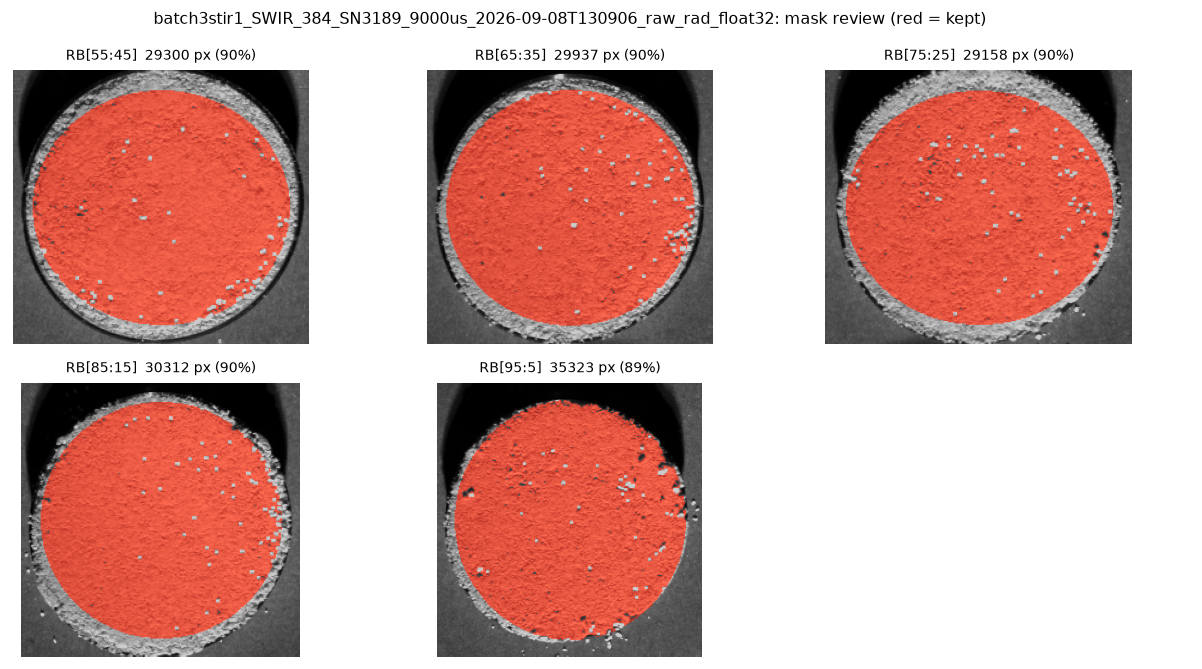 batch3stir1_SWIR_384_SN3189_9000us_2026-09-08T130906_raw_rad_float32: mask review (red = kept)
RB[55:45]  29300 px (90%)
RB[65:35]  29937 px (90%)
RB[75:25]  29158 px (90%)
RB[85:15]  30312 px (90%)
RB[95:5]  35323 px (89%)